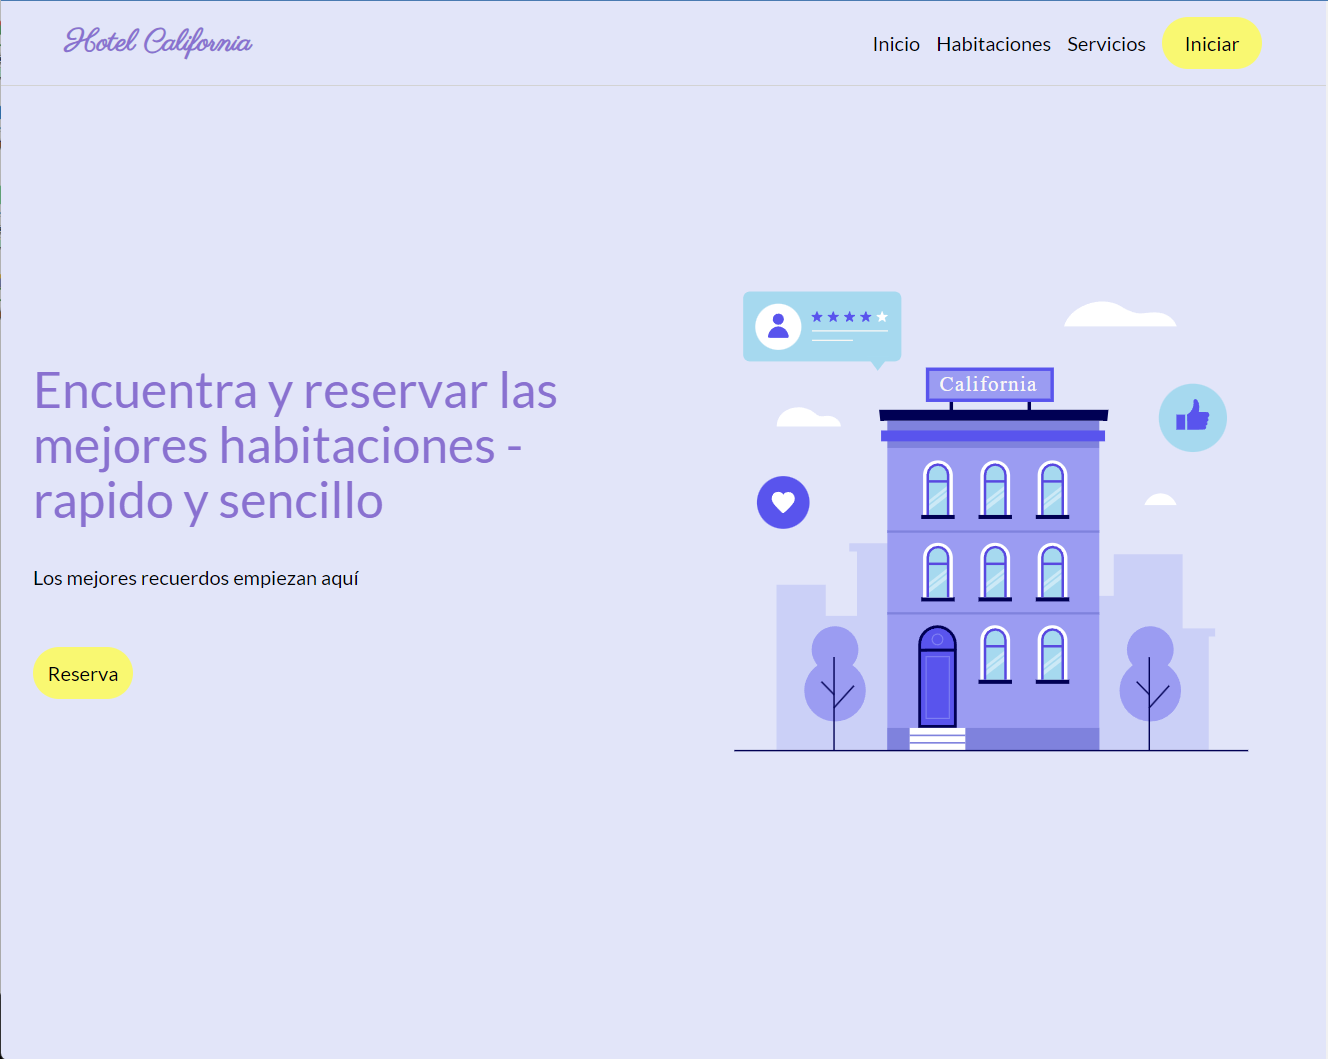 Hotel California
Inicio Habitaciones Servicios Iniciar
Encuentra y reservar las
mejores habitaciones -
rapido y sencillo
Los mejores recuerdos empiezan aquí
Reserva
California